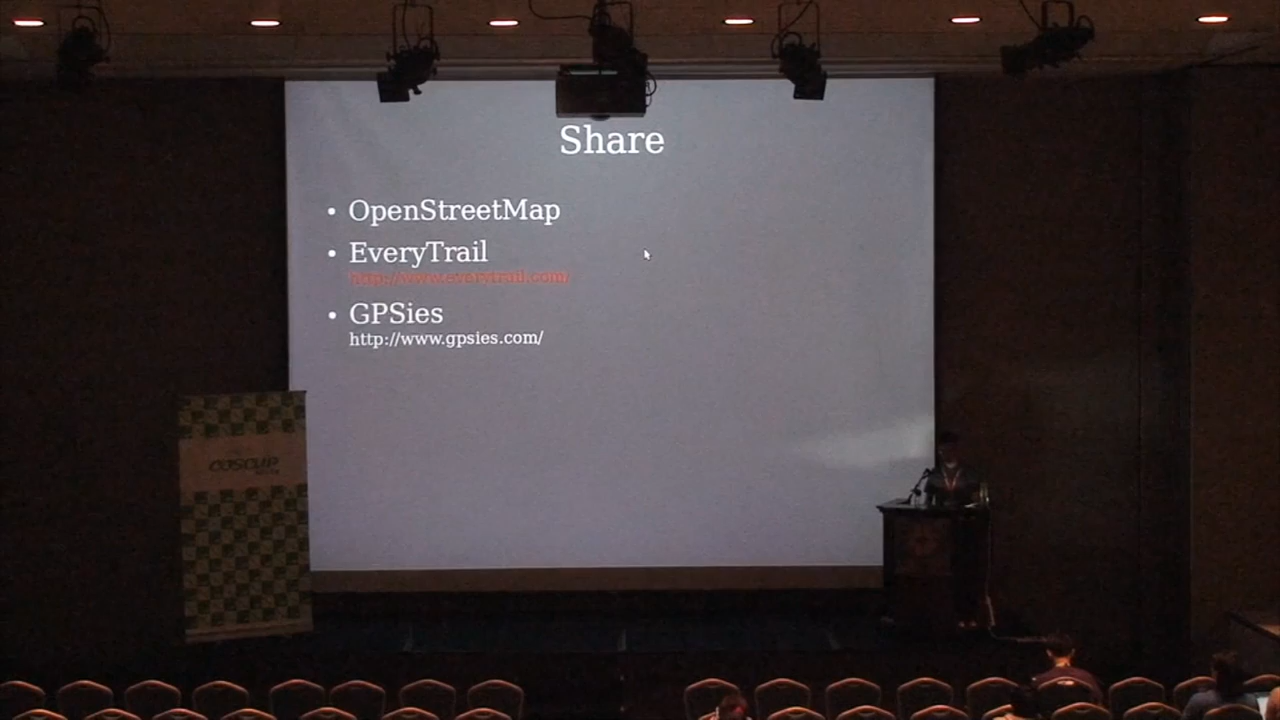 Share
• OpenStreetMap
• EveryTrail
http://www.everytrail.com/
• GPSies
http://www.gpsies.com/
COSCUP